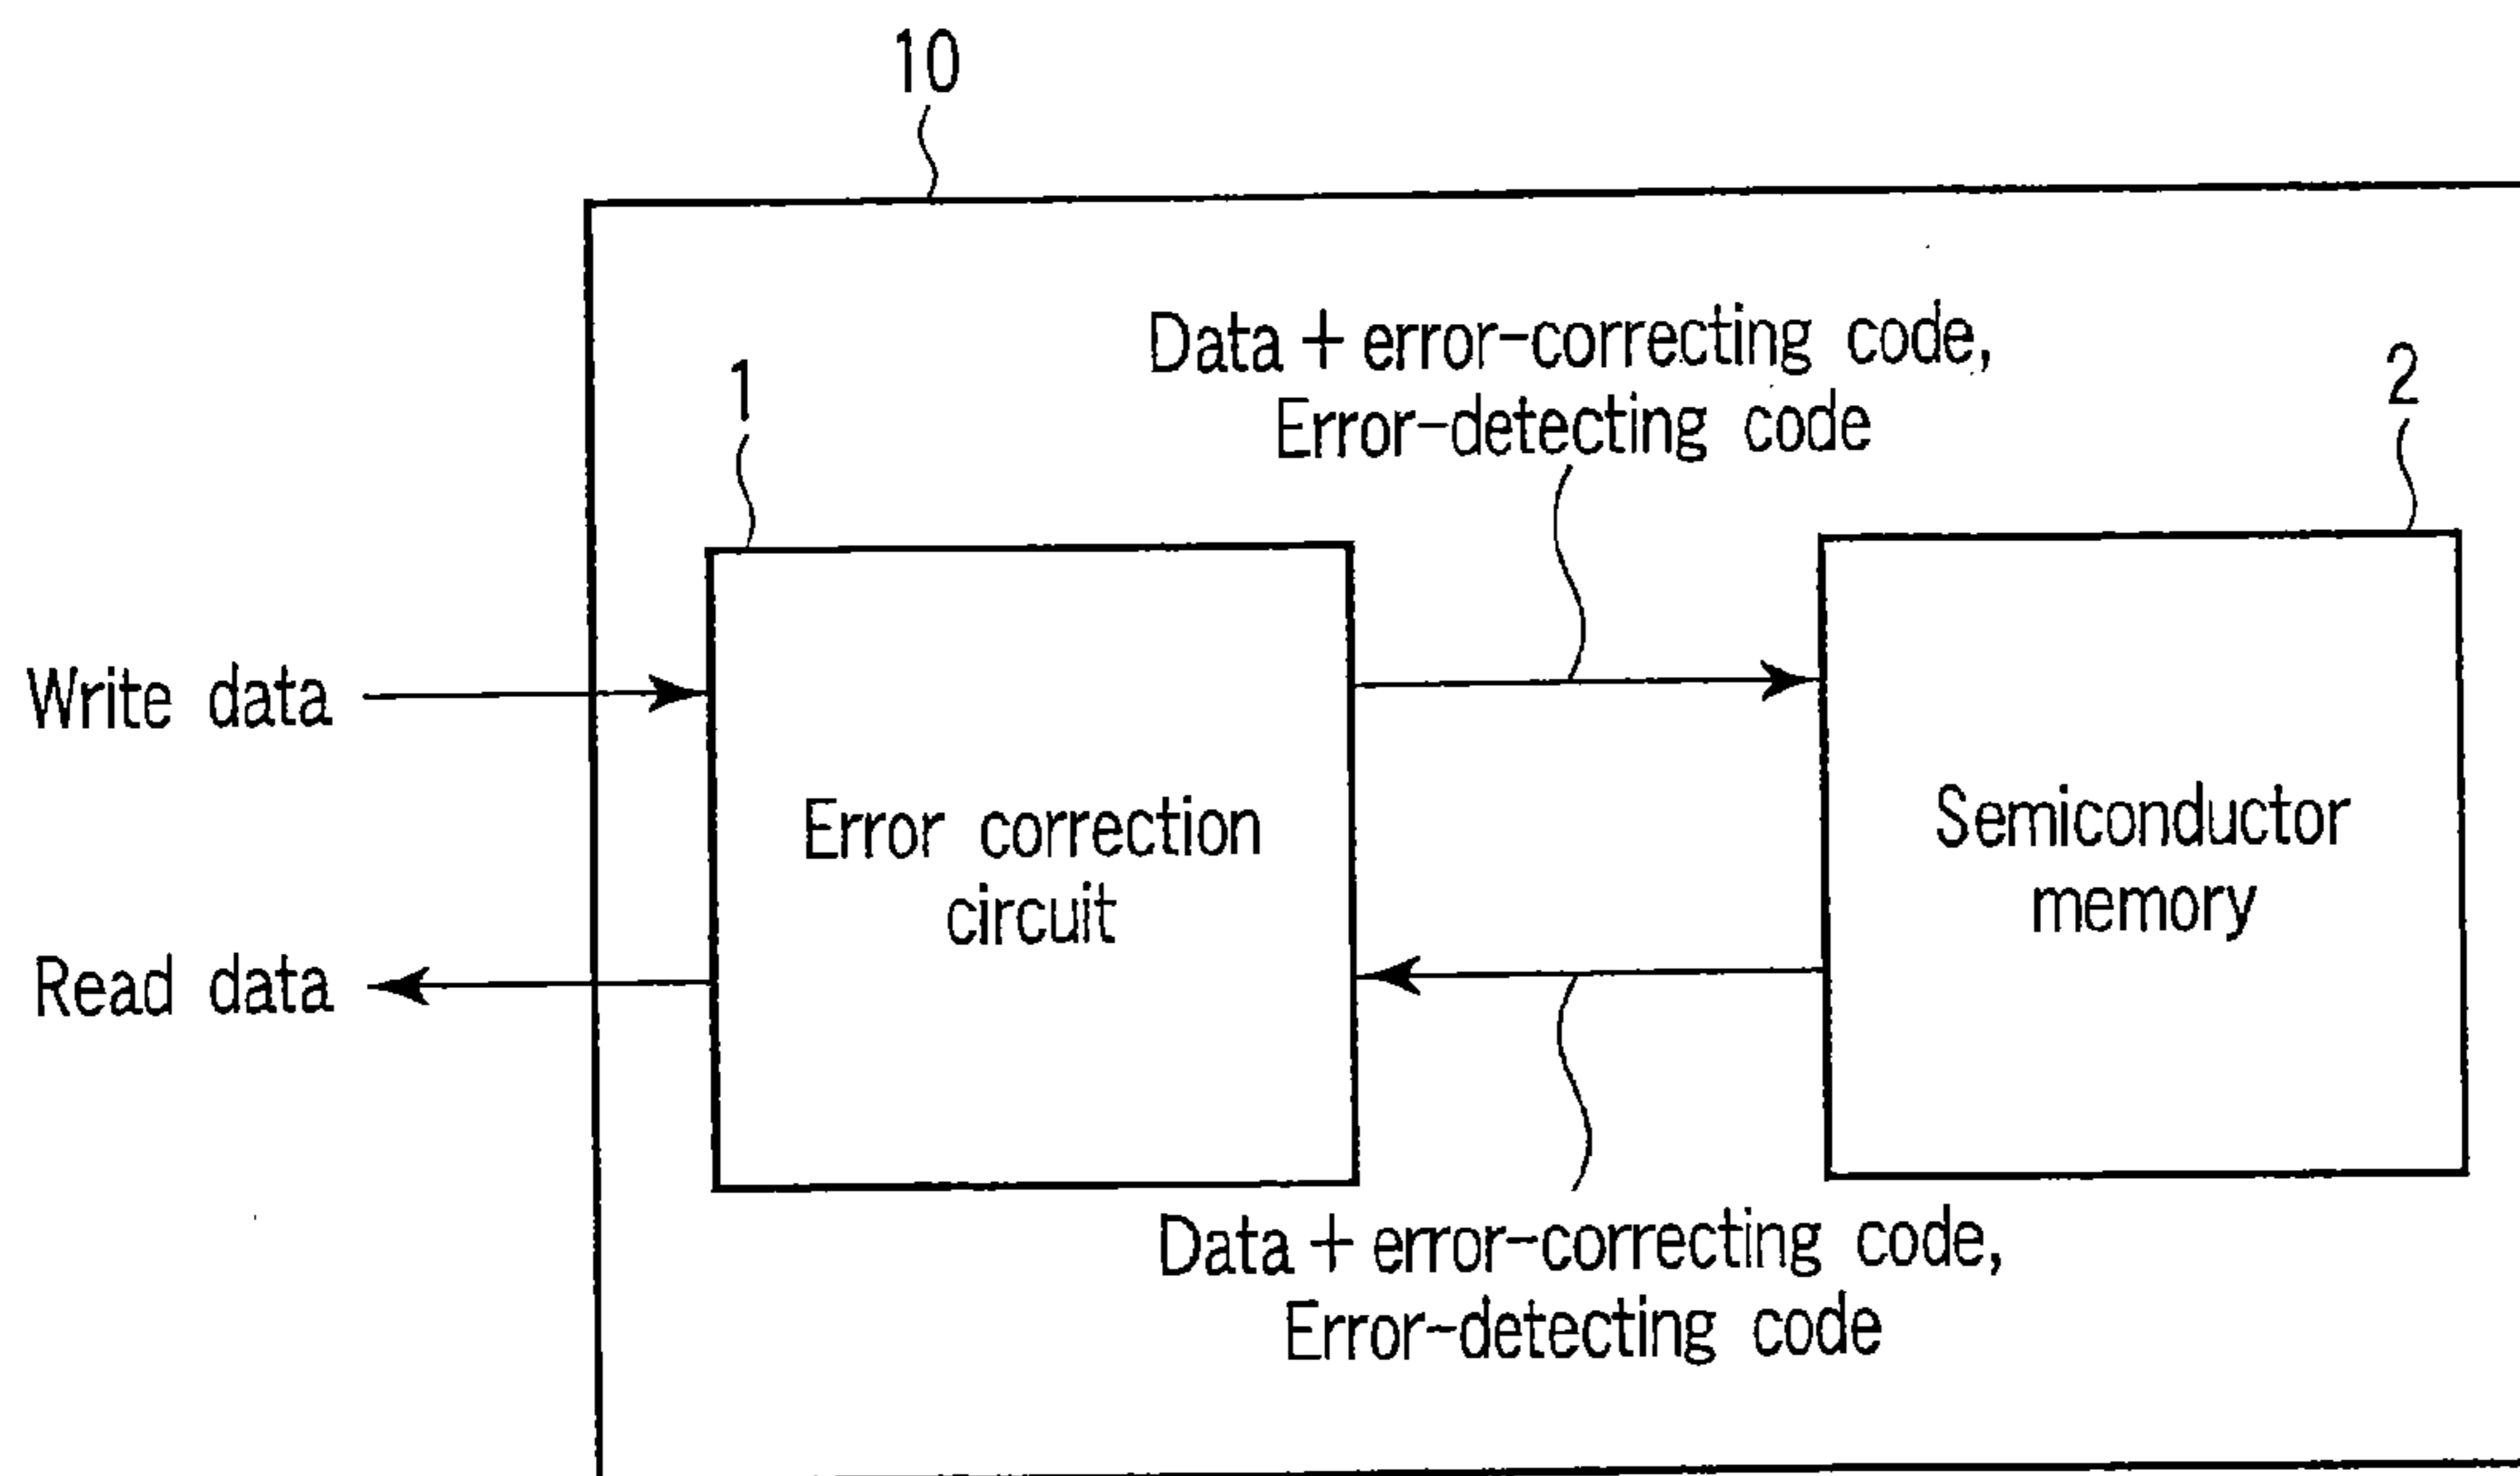 10
Data + error-correcting code,
Error-detecting code
1
2
Write data
Error correction
circuit
Semiconductor
memory
Read data
Data + error-correcting code,
Error-detecting code